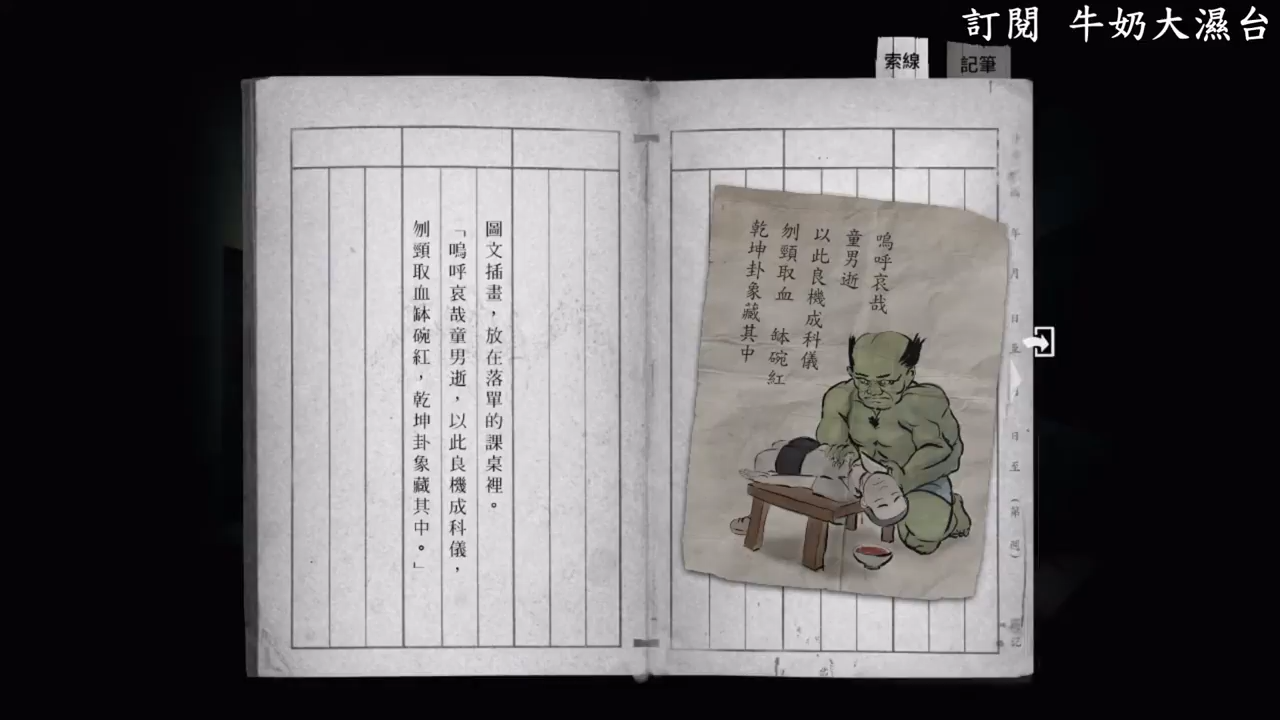 訂閱 牛奶大濕台
索線
記筆
圖文插畫，放在落單的課桌裡。
「嗚呼哀哉童男逝，以此良機成科儀，
刎頸取血缽碗紅，乾坤卦象藏其中。」
嗚呼哀哉
童男逝
以此良機成科儀
刎頸取血 缽碗紅
乾坤卦象藏其中